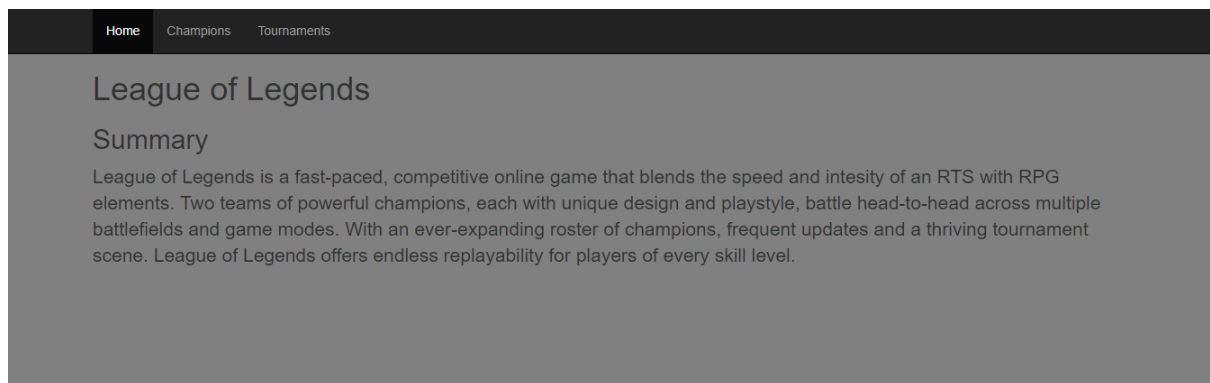 Home Champions Tournaments
League of Legends
Summary
League of Legends is a fast-paced, competitive online game that blends the speed and intesity of an RTS with RPG
elements. Two teams of powerful champions, each with unique design and playstyle, battle head-to-head across multiple
battlefields and game modes. With an ever-expanding roster of champions, frequent updates and a thriving tournament
scene. League of Legends offers endless replayability for players of every skill level.